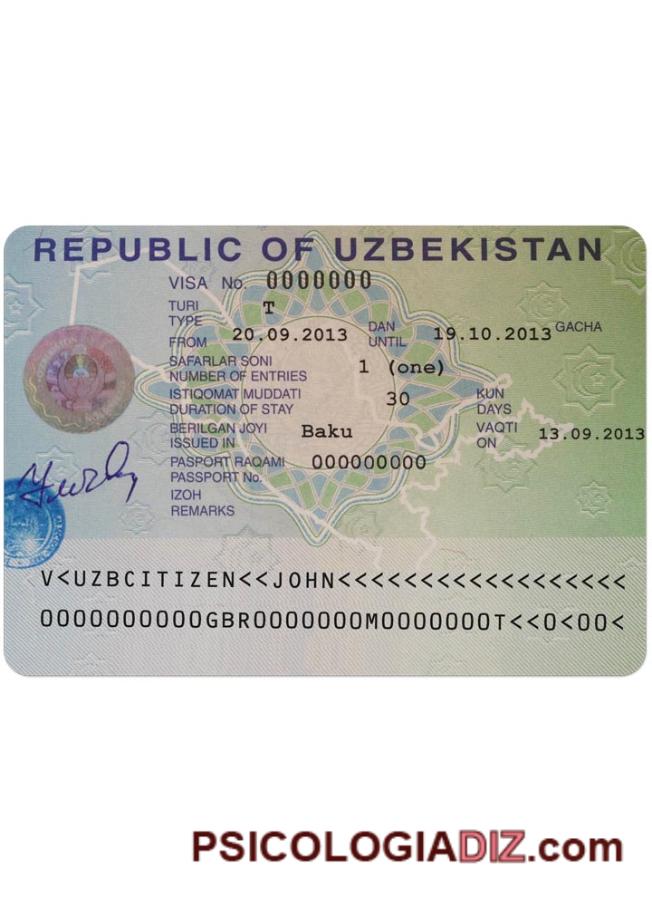 REPUBLIC OF UZBEKISTAN
VISA No. 0000000
TURI
TYPE T
FROM 20.09.2013 DAN
UNTIL 19.10.2013 GACHA
SAFARLAR SONI
NUMBER OF ENTRIES 1 (one)
ISTIQOMAT MUDDATI
DURATION OF STAY 30 KUN
DAYS
BERILGAN JOYI
ISSUED IN Baku VAQTI
ON 13.09.2013
PASPORT RAQAMI
PASSPORT No. 000000000
IZOH
REMARKS
V<UZBCITIZEN<<JOHN<<<<<<<<<<<<<<<<<<
0000000000GBR0000000M0000000T<<0<00<
PSICOLOGIADIZ.com